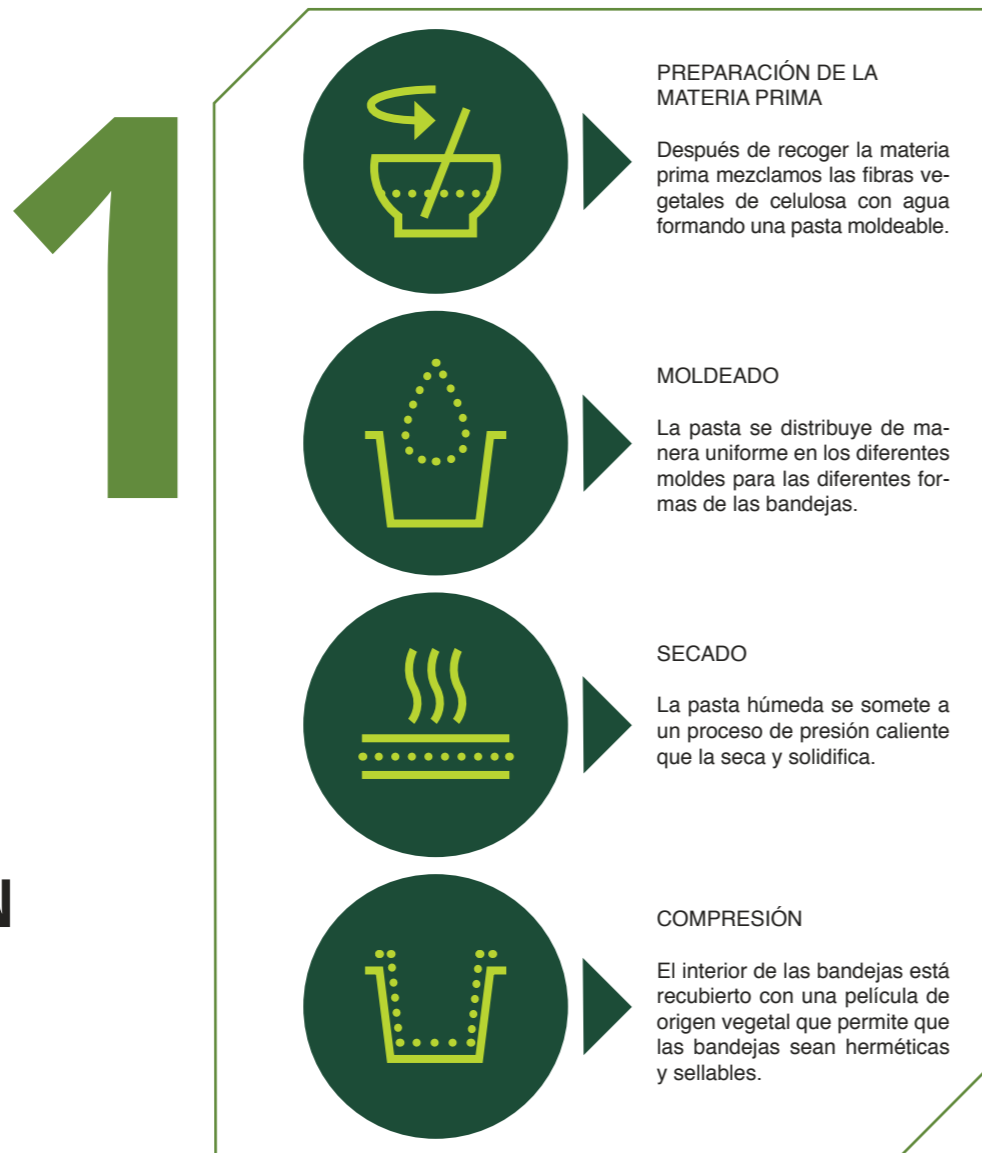 1
PREPARACIÓN DE LA
MATERIA PRIMA
Después de recoger la materia
prima mezclamos las fibras ve-
getales de celulosa con agua
formando una pasta moldeable.
MOLDEADO
La pasta se distribuye de ma-
nera uniforme en los diferentes
moldes para las diferentes for-
mas de las bandejas.
SECADO
La pasta húmeda se somete a
un proceso de presión caliente
que la seca y solidifica.
N
COMPRESIÓN
El interior de las bandejas está
recubierto con una película de
origen vegetal que permite que
las bandejas sean herméticas
y sellables.